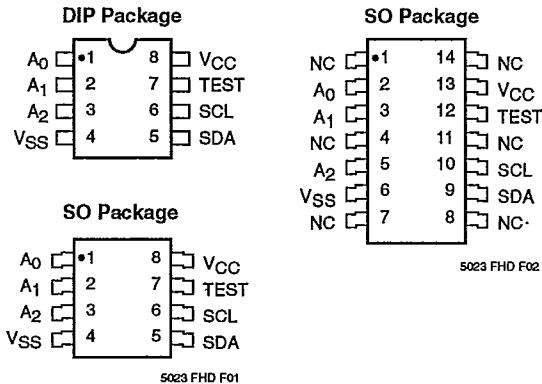 DIP Package
A0 1 8 VCC
A1 2 7 TEST
A2 3 6 SCL
VSS 4 5 SDA
SO Package
A0 1 8 VCC
A1 2 7 TEST
A2 3 6 SCL
VSS 4 5 SDA
5023 FHD F01
SO Package
NC 1 14 NC
A0 2 13 VCC
A1 3 12 TEST
NC 4 11 NC
A2 5 10 SCL
VSS 6 9 SDA
NC 7 8 NC
5023 FHD F02